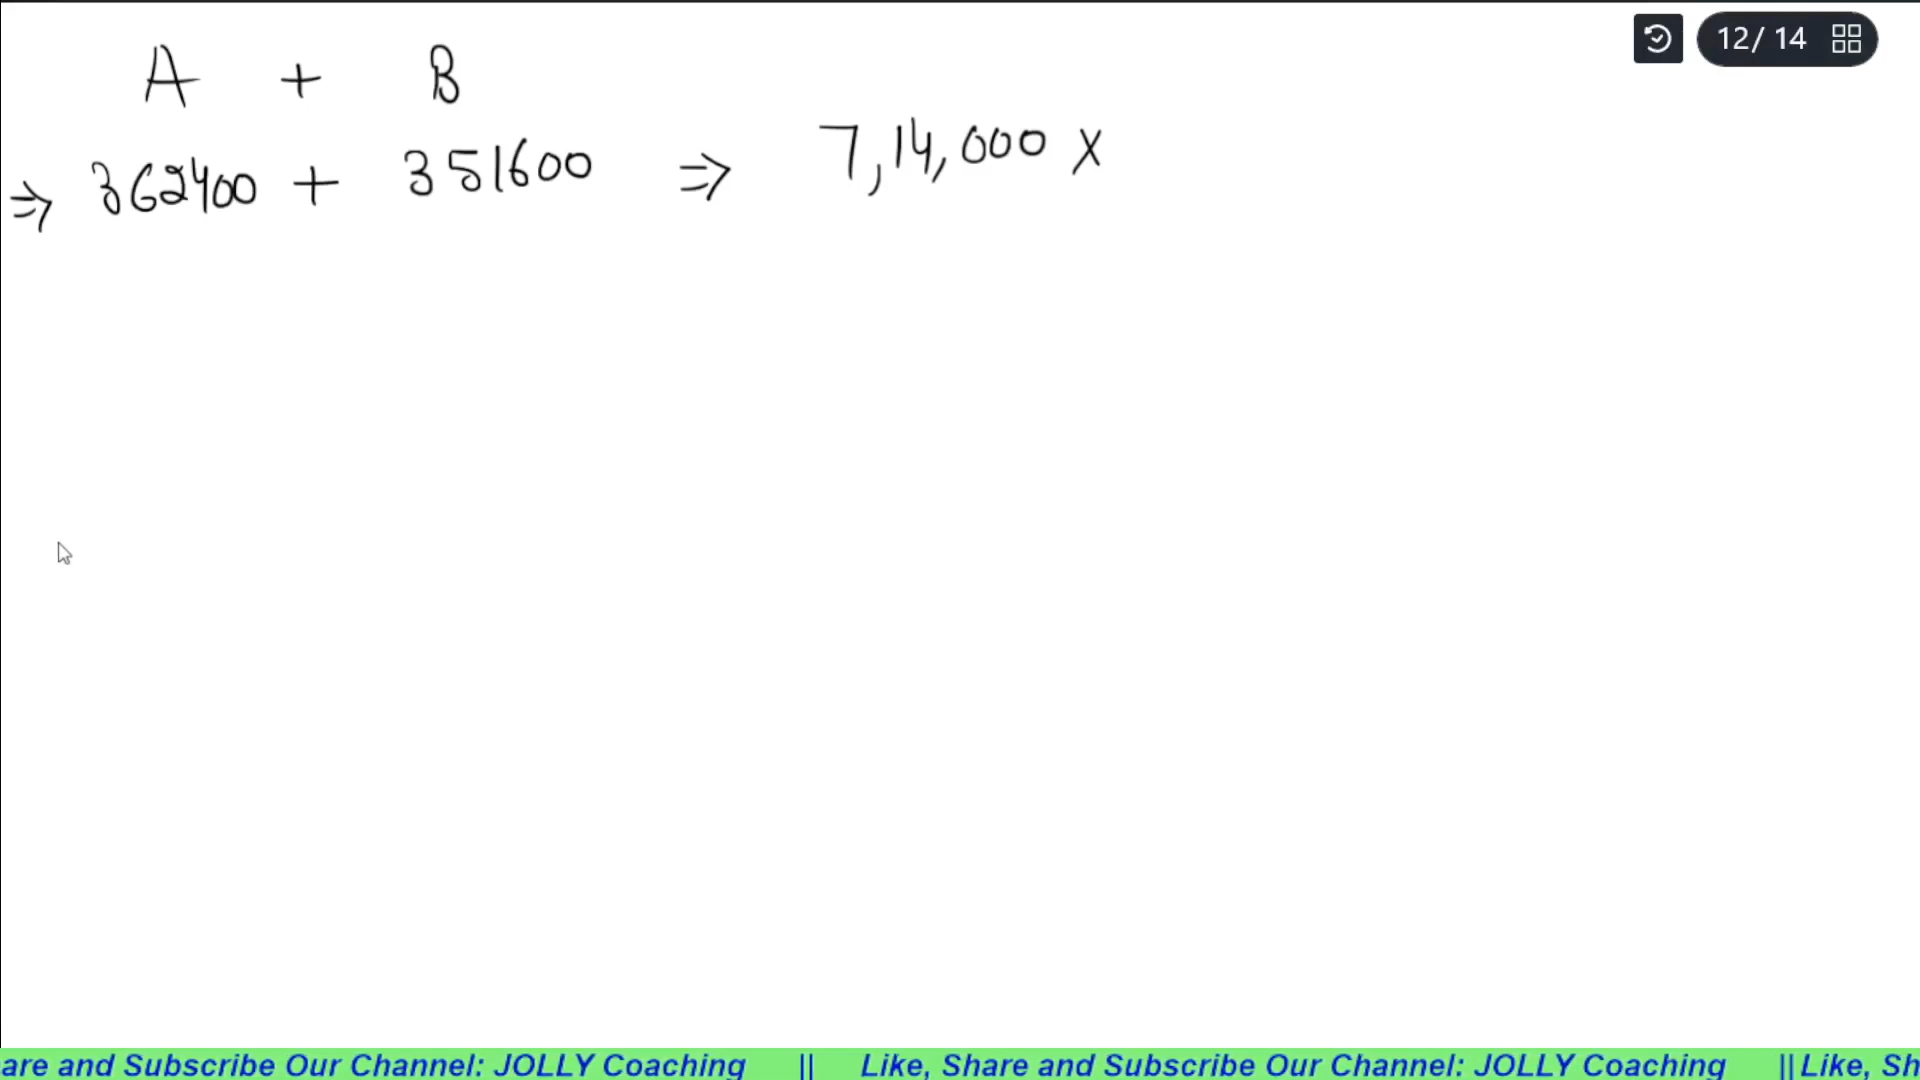 12/ 14
A + B
⇒ 362400 + 351600 ⇒ 7,14,000 X
are and Subscribe Our Channel: JOLLY Coaching || Like, Share and Subscribe Our Channel: JOLLY Coaching || Like, Sh